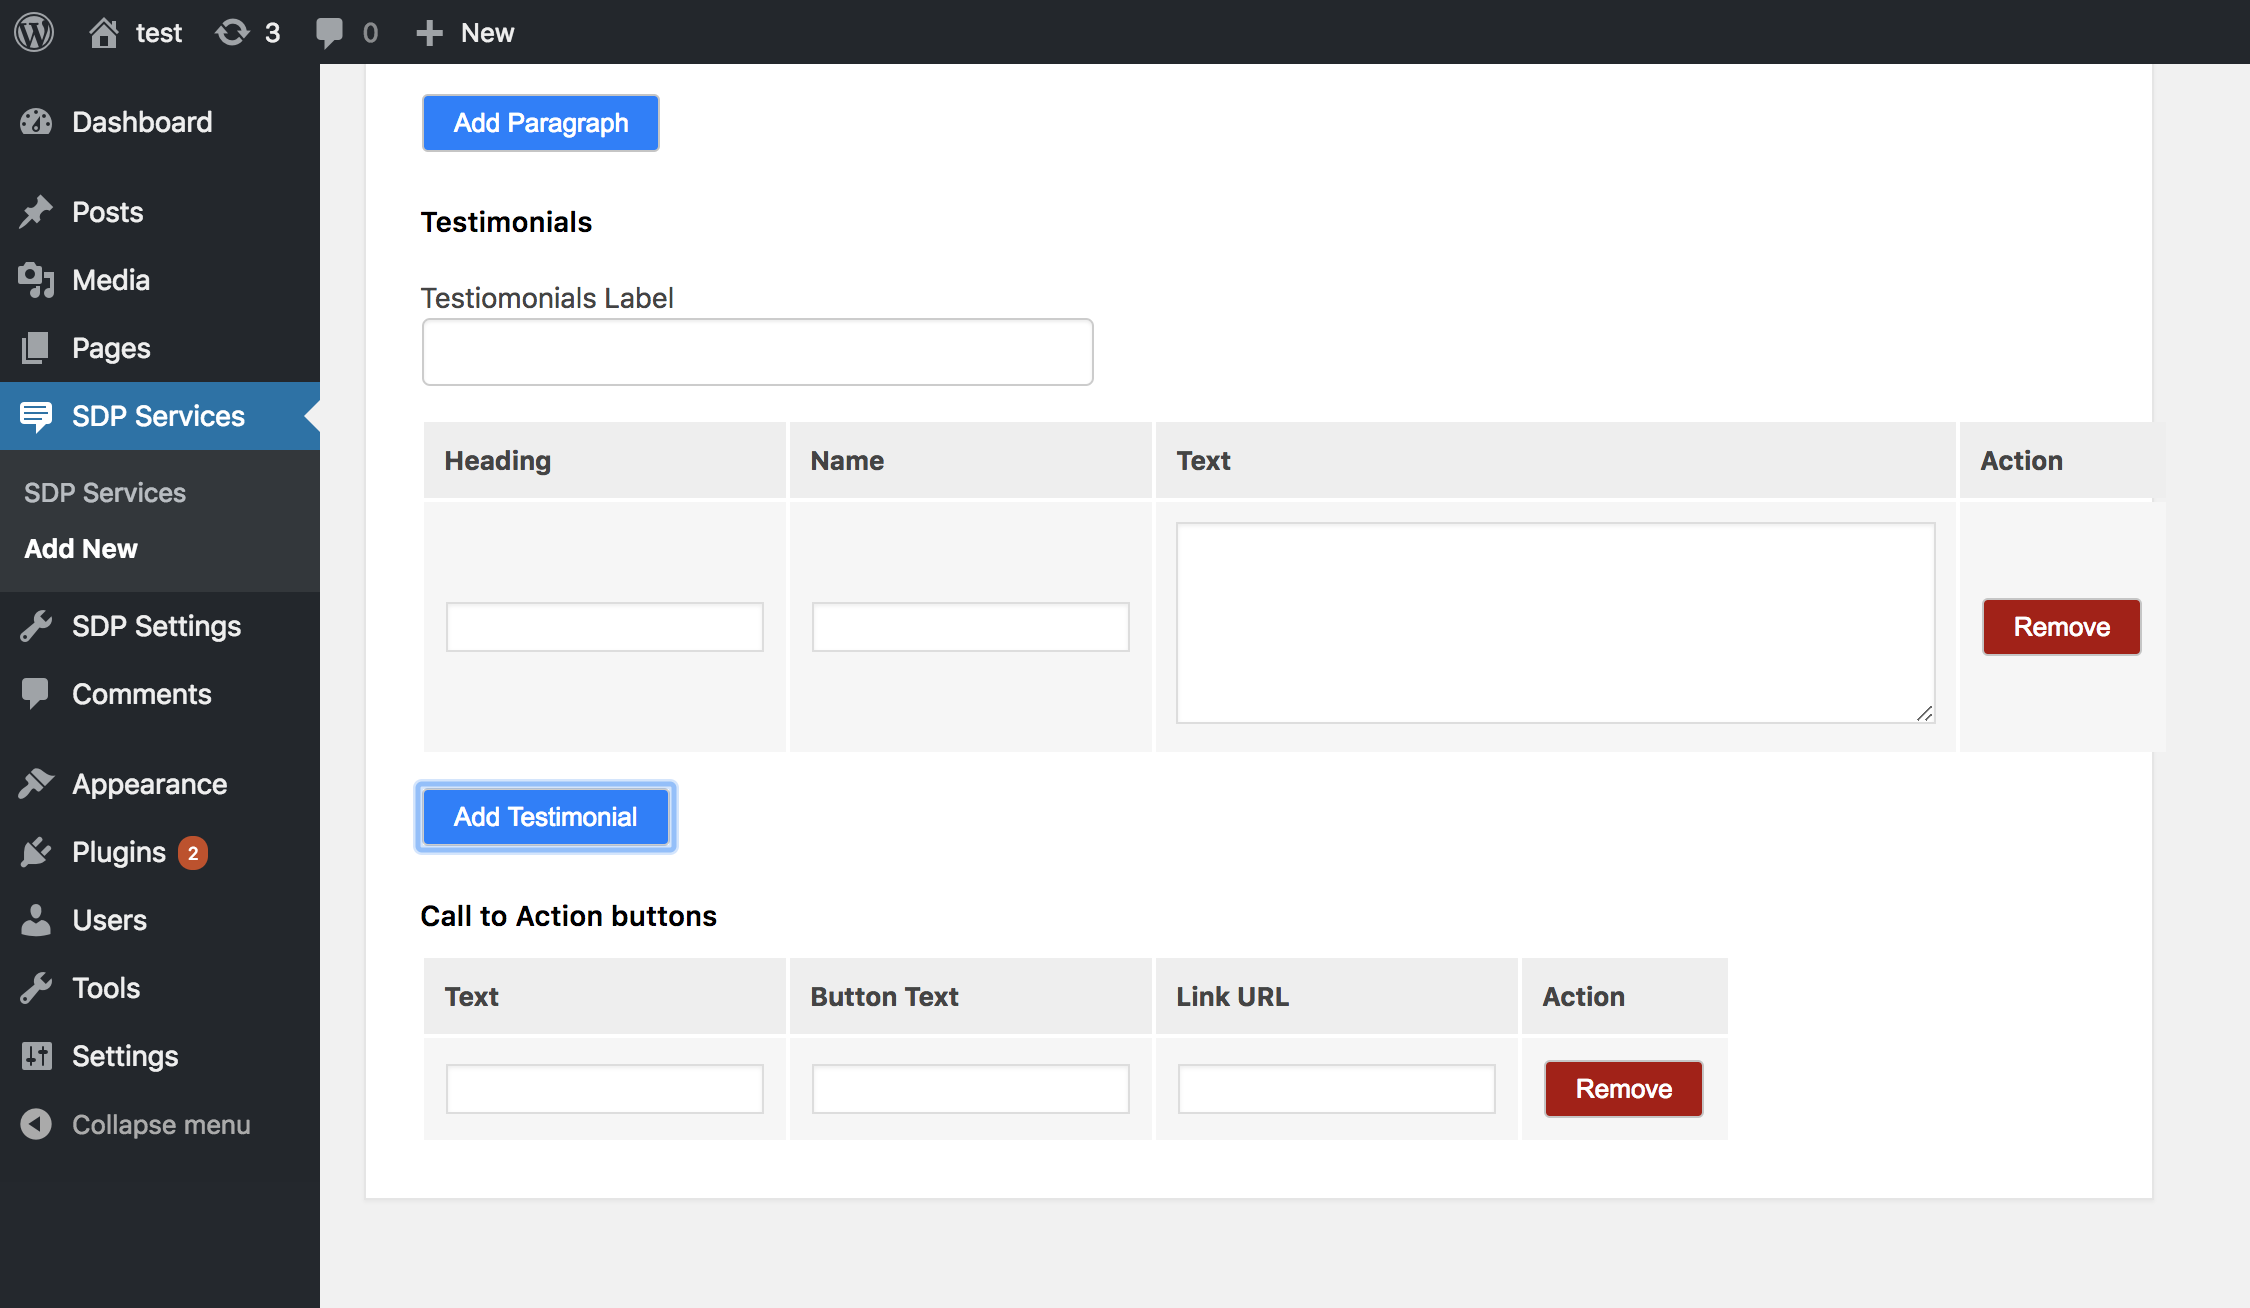 test 3 0 New
Dashboard
Posts
Media
Pages
SDP Services
SDP Services
Add New
SDP Settings
Comments
Appearance
Plugins 2
Users
Tools
Settings
Collapse menu
Add Paragraph
Testimonials
Testiomonials Label
Heading Name Text Action
Remove
Add Testimonial
Call to Action buttons
Text Button Text Link URL Action
Remove